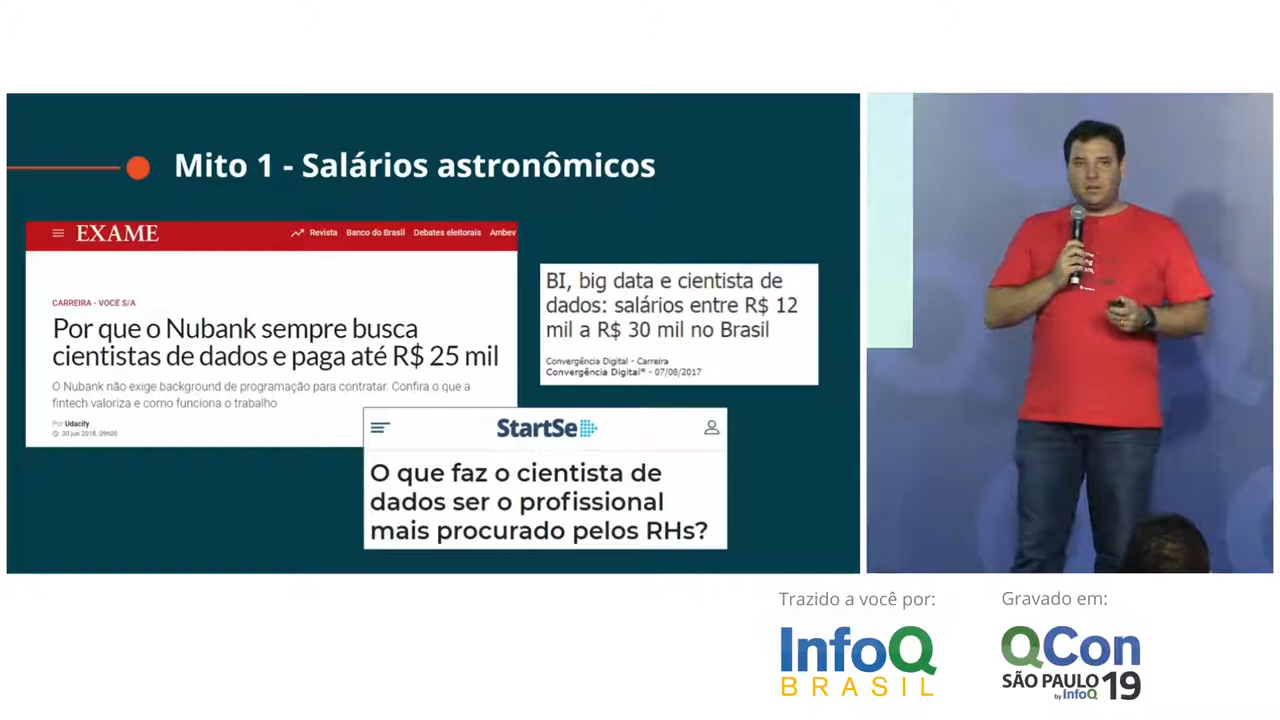 Mito 1 - Salários astronômicos
EXAME
Revista Banco do Brasil Debates eleitorais Ambev
CARREIRA - VOCÊ S/A
Por que o Nubank sempre busca
cientistas de dados e paga até R$ 25 mil
O Nubank não exige background de programação para contratar. Confira o que a
fintech valoriza e como funciona o trabalho
Por Udacity
30 jun 2018, 09h00
BI, big data e cientista de
dados: salários entre R$ 12
mil a R$ 30 mil no Brasil
Convergência Digital - Carreira
Convergência Digital* - 07/08/2017
StartSe
O que faz o cientista de
dados ser o profissional
mais procurado pelos RHs?
Trazido a você por:
InfoQ
BRASIL
Gravado em:
QCon
SÃO PAULO 19
by InfoQ